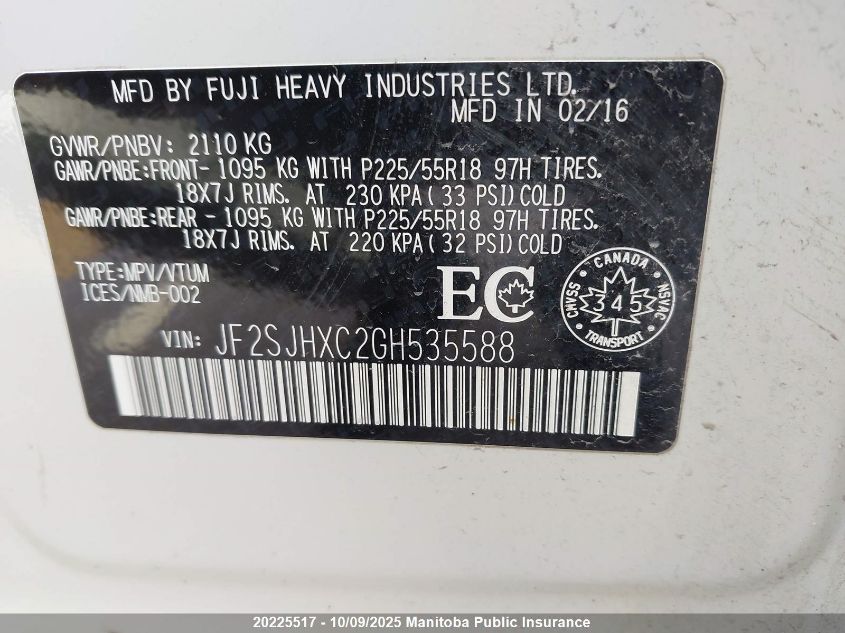 MFD BY FUJI HEAVY INDUSTRIES LTD.
MFD IN 02/16
GVWR/PNBV: 2110 KG
GAWR/PNBE:FRONT- 1095 KG WITH P225/55R18 97H TIRES.
18X7J RIMS. AT 230 KPA(33 PSI)COLD
GAWR/PNBE:REAR - 1095 KG WITH P225/55R18 97H TIRES.
18X7J RIMS. AT 220 KPA(32 PSI)COLD
TYPE:MPV/VTUM
ICES/NMB-002
EC
CANADA
CMVSS 345 NSVAC
TRANSPORT
VIN: JF2SJHXC2GH535588
20225517 - 10/09/2025 Manitoba Public Insurance